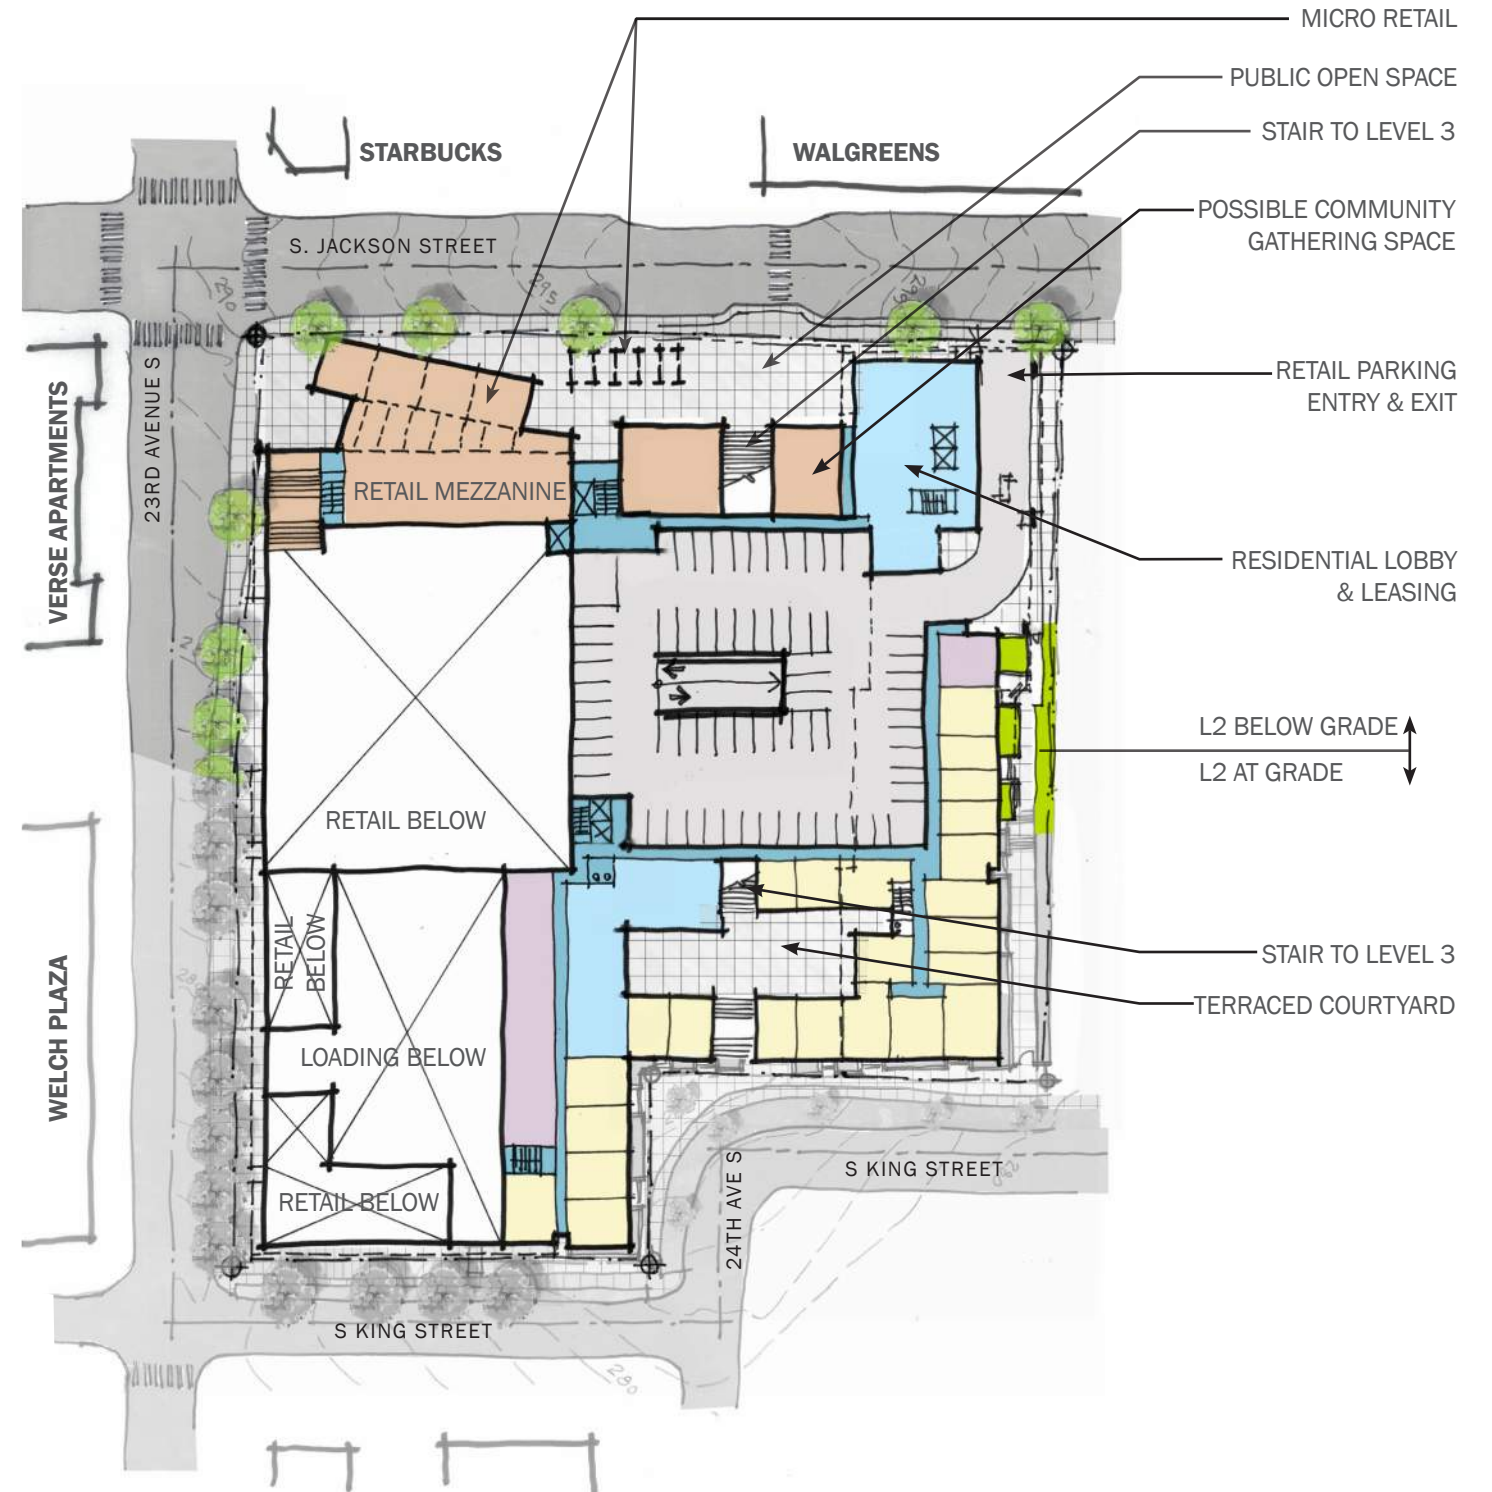 MICRO RETAIL
PUBLIC OPEN SPACE
STARBUCKS
WALGREENS
STAIR TO LEVEL 3
POSSIBLE COMMUNITY
GATHERING SPACE
S. JACKSON STREET
290
295
RETAIL PARKING
ENTRY & EXIT
23RD AVENUE S
VERSE APARTMENTS
RETAIL MEZZANINE
RESIDENTIAL LOBBY
& LEASING
L2 BELOW GRADE
L2 AT GRADE
RETAIL BELOW
RETAIL
BELOW
STAIR TO LEVEL 3
TERRACED COURTYARD
WELCH PLAZA
LOADING BELOW
RETAIL BELOW
24TH AVE S
S KING STREET
S KING STREET
280